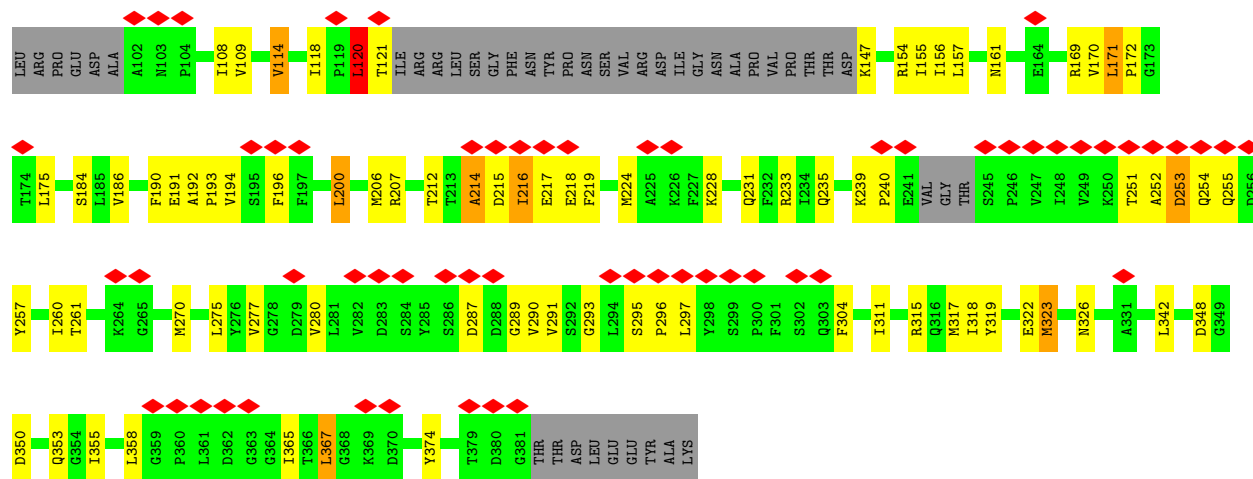 LEU ARG PRO GLU ASP ALA A102 N103 P104 I108 V109 V114 I118 P119 L120 T121 ILE ARG ARG LEU SER GLY PHE ASN TYR PRO ASN SER VAL ARG ASP ILE GLY ASN ALA PRO VAL PRO THR THR ASP K147 R154 I155 I156 L157 N161 E164 R169 V170 L171 P172 G173
T174 L175 S184 L185 V186 F190 E191 A192 P193 V194 S195 F196 F197 L200 M206 R207 T212 T213 A214 D215 I216 E217 E218 F219 M224 A225 K226 F227 K228 Q231 F232 R233 I234 Q235 K239 P240 E241 VAL GLY THR S245 P246 V247 I248 V249 K250 T251 A252 D253 Q254 Q255 D256
Y257 I260 T261 K264 G265 M270 L275 Y276 V277 G278 D279 V280 L281 V282 D283 S284 Y285 S286 D287 D288 G289 V290 V291 S292 G293 L294 S295 P296 L297 Y298 S299 P300 F301 S302 Q303 F304 I311 R315 Q316 M317 I318 Y319 E322 M323 N326 A331 L342 D348 G349
D350 Q353 G354 I355 L358 G359 P360 L361 D362 G363 G364 I365 T366 L367 G368 K369 D370 Y374 T379 D380 G381 THR THR ASP LEU GLU GLU TYR ALA LYS